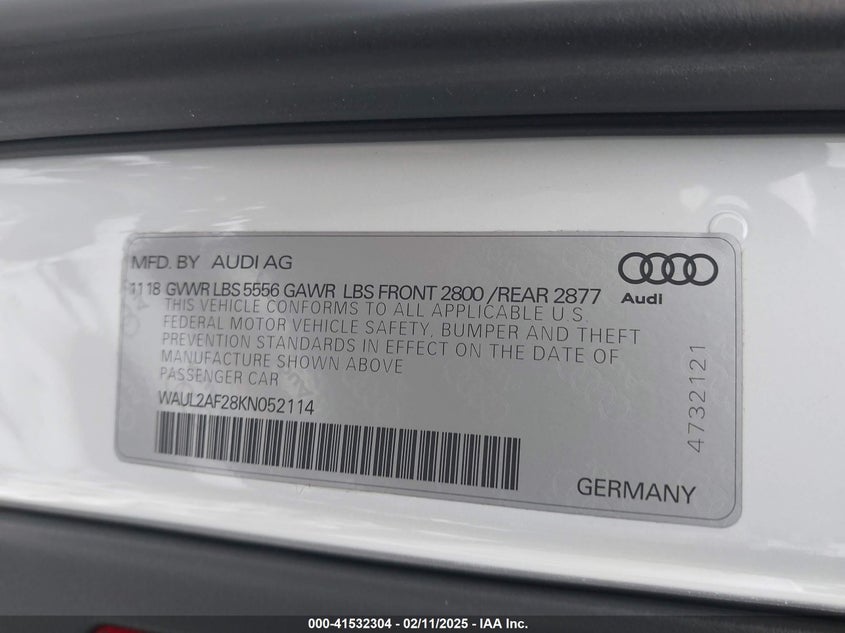 MFD. BY AUDI AG
Audi
11 18 GVWR LBS 5556 GAWR LBS FRONT 2800 /REAR 2877
THIS VEHICLE CONFORMS TO ALL APPLICABLE U.S.
FEDERAL MOTOR VEHICLE SAFETY, BUMPER AND THEFT
PREVENTION STANDARDS IN EFFECT ON THE DATE OF
MANUFACTURE SHOWN ABOVE
PASSENGER CAR
WAUL2AF28KN052114
4732121
GERMANY
000-41532304 - 02/11/2025 - IAA Inc.